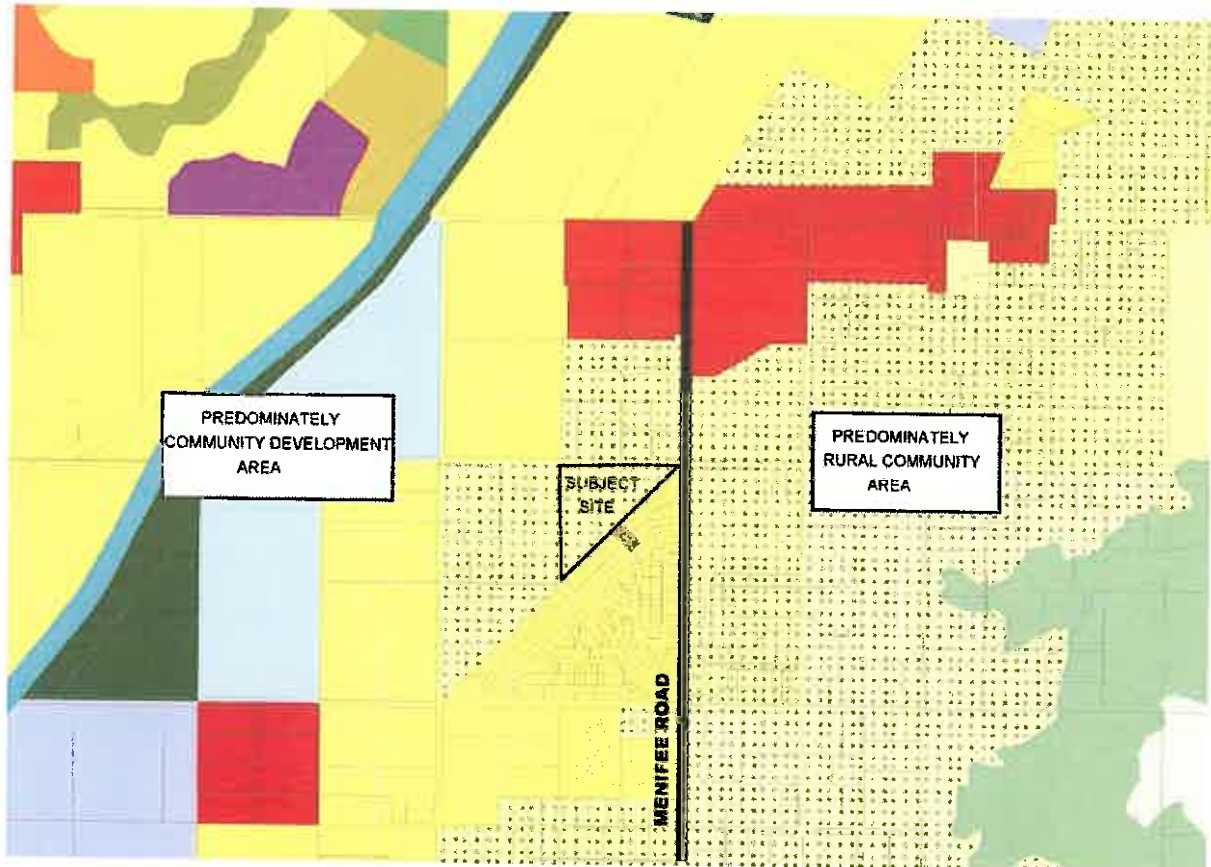 PREDOMINATELY
COMMUNITY DEVELOPMENT
AREA
PREDOMINATELY
RURAL COMMUNITY
AREA
SUBJECT
SITE
MENIFEE ROAD